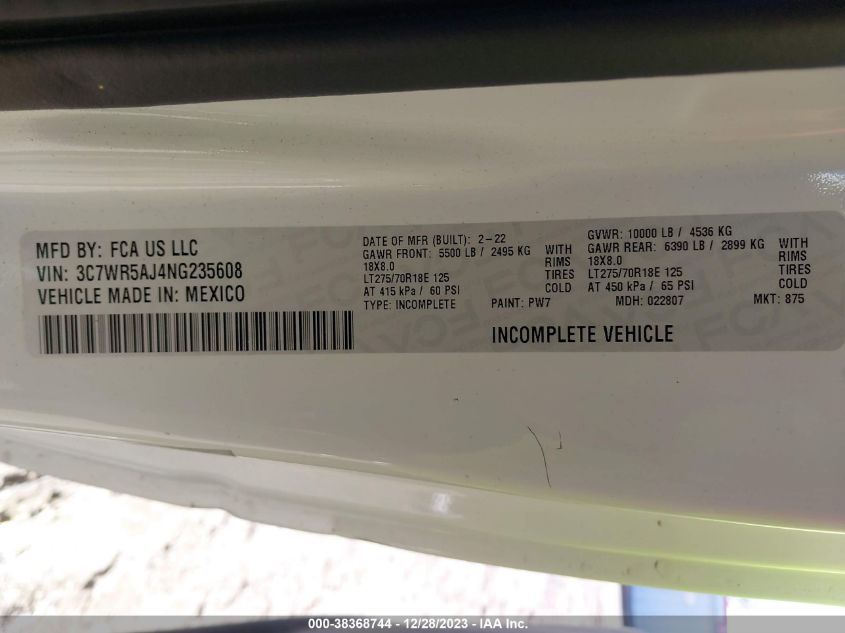 MFD BY: FCA US LLC
VIN: 3C7WR5AJ4NG235608
VEHICLE MADE IN: MEXICO
DATE OF MFR (BUILT): 2-22
GAWR FRONT: 5500 LB / 2495 KG WITH
18X8.0 RIMS
LT275/70R18E 125 TIRES
AT 415 kPa / 60 PSI COLD
TYPE: INCOMPLETE PAINT: PW7
GVWR: 10000 LB / 4536 KG
GAWR REAR: 6390 LB / 2899 KG WITH
18X8.0 RIMS
LT275/70R18E 125 TIRES
AT 450 kPa / 65 PSI COLD
MDH: 022807 MKT: 875
INCOMPLETE VEHICLE
000-38368744 / 12/28/2023 / IAA Inc.